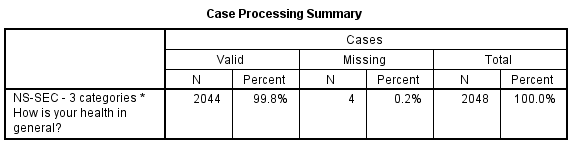 Case Processing Summary
Cases
Valid Missing Total
N Percent N Percent N Percent
NS-SEC - 3 categories * 2044 99.8% 4 0.2% 2048 100.0%
How is your health in
general?